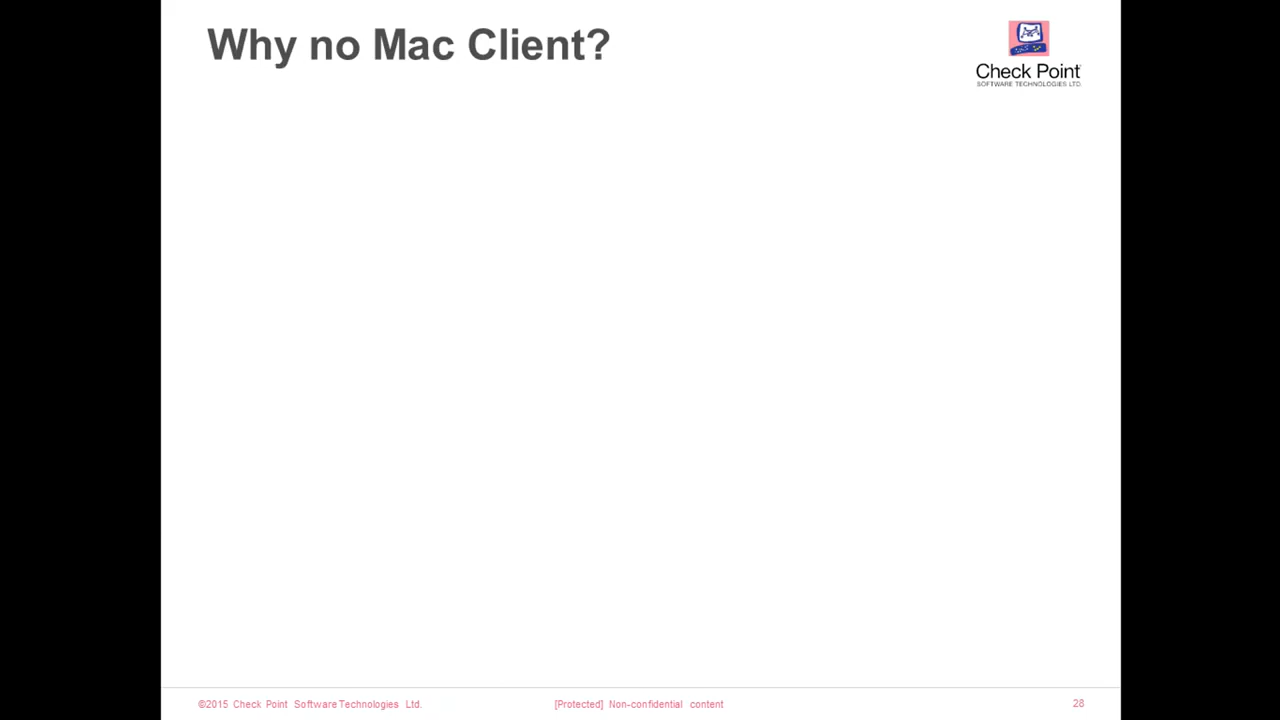 Why no Mac Client?
Check Point
SOFTWARE TECHNOLOGIES LTD.
©2015 Check Point Software Technologies Ltd.
[Protected] Non-confidential content
28